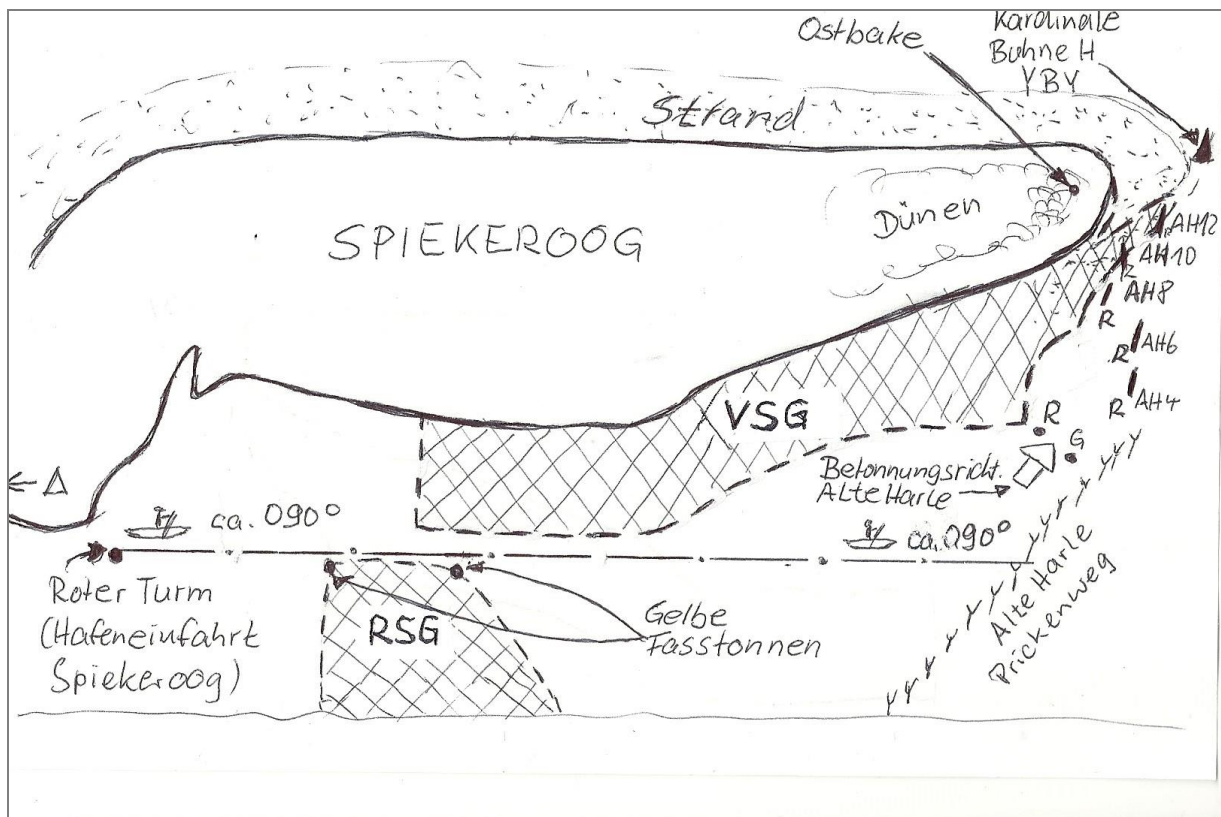 Ostbake
Kardinale
Buhne H
YBY
Strand
SPIEKEROOG
Dünen
AH12
AH10
AH8
R
R
AH6
R
AH4
VSG
R
G
Betonnungsricht.
Alte Harle
ca. 090°
ca. 090°
Roter Turm
(Hafeneinfahrt
Spiekeroog)
RSG
Gelbe
Fasstonnen
Alte Harle
Prickenweg